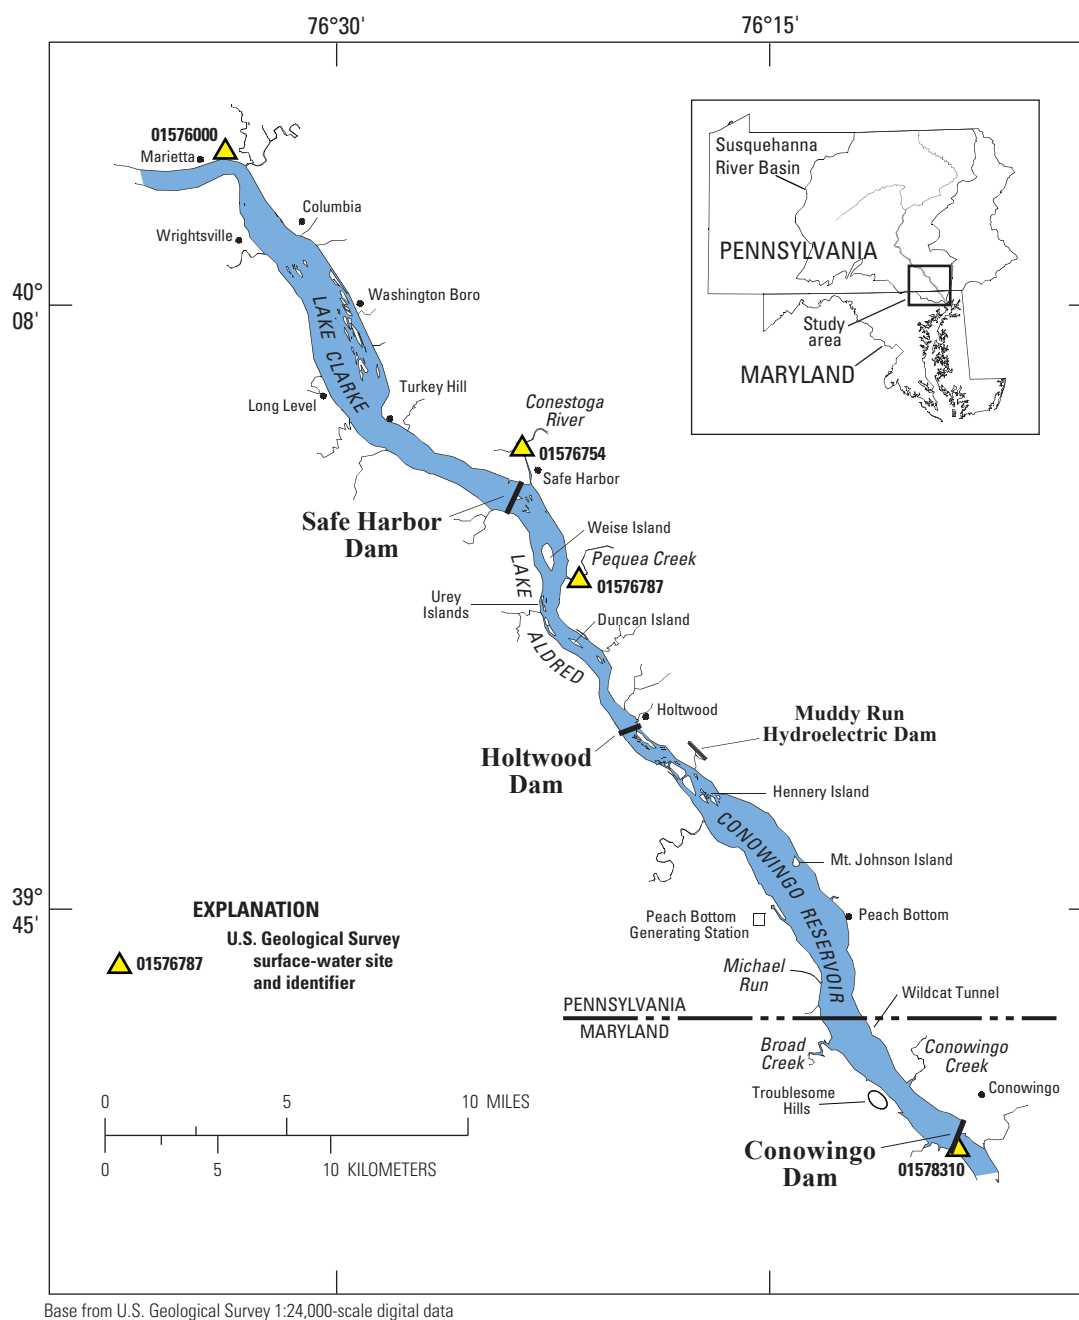 76°30'
76°15'
01576000
Marietta
Columbia
Wrightsville
40°
08'
Washington Boro
LAKE CLARKE
Turkey Hill
Long Level
Conestoga
River
01576754
Safe Harbor
Safe Harbor
Dam
Weise Island
Pequea Creek
01576787
LAKE
ALDRED
Urey
Islands
Duncan Island
Holtwood
Muddy Run
Hydroelectric Dam
Holtwood
Dam
Hennery Island
CONOWINGO RESERVOIR
Mt. Johnson Island
39°
45'
Peach Bottom
Peach Bottom
Generating Station
Michael
Run
Wildcat Tunnel
PENNSYLVANIA
MARYLAND
Broad
Creek
Conowingo
Creek
Troublesome
Hills
Conowingo
Conowingo
Dam
01578310
Susquehanna
River Basin
PENNSYLVANIA
Study
area
MARYLAND
EXPLANATION
01576787
U.S. Geological Survey
surface-water site
and identifier
0 5 10 MILES
0 5 10 KILOMETERS
Base from U.S. Geological Survey 1:24,000-scale digital data